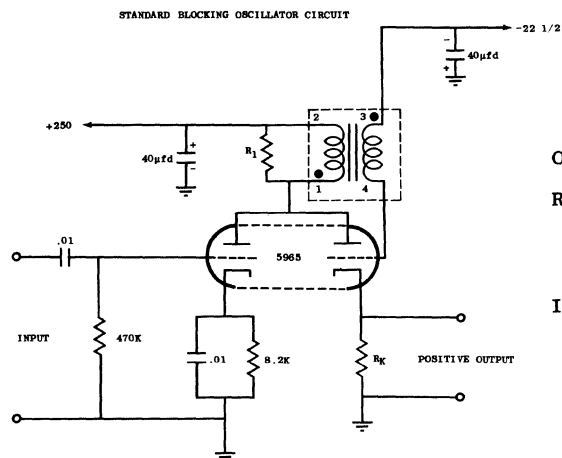 STANDARD BLOCKING OSCILLATOR CIRCUIT
-22 1/2
-
40µfd
+
2
3
+250
+
40µfd
-
R1
1
4
O
R
.01
5965
I
INPUT
470K
.01
8.2K
RK
POSITIVE OUTPUT